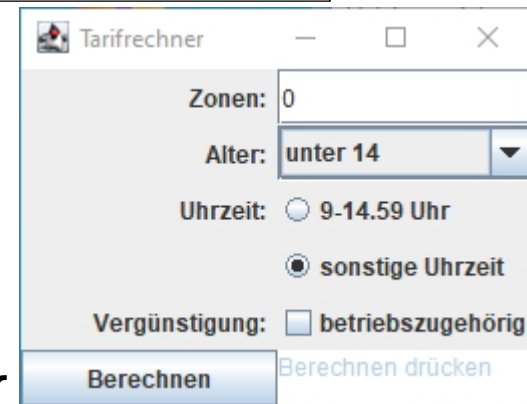 Tarifrechner
Zonen: 0
Alter: unter 14
Uhrzeit: 9-14.59 Uhr
sonstige Uhrzeit
Vergünstigung: betriebszugehörig
r Berechnen Berechnen drücken